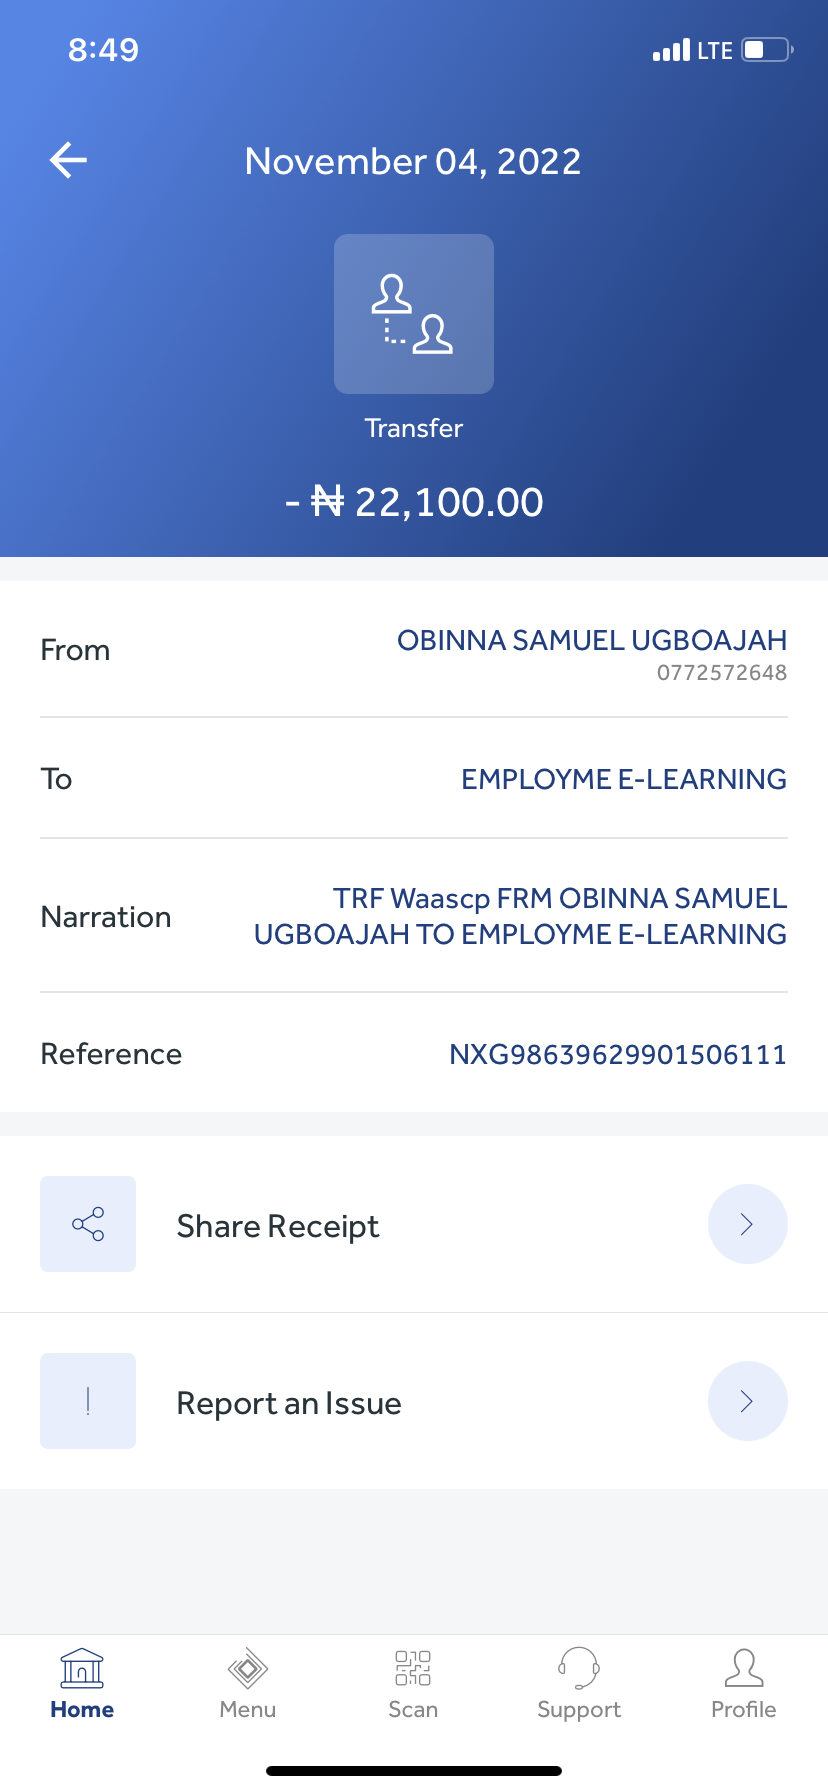 8:49
LTE
November 04, 2022
Transfer
- ₦ 22,100.00
From
OBINNA SAMUEL UGBOAJAH
0772572648
To
EMPLOYME E-LEARNING
Narration
TRF Waascp FRM OBINNA SAMUEL
UGBOAJAH TO EMPLOYME E-LEARNING
Reference
NXG98639629901506111
Share Receipt
Report an Issue
Home
Menu
Scan
Support
Profile